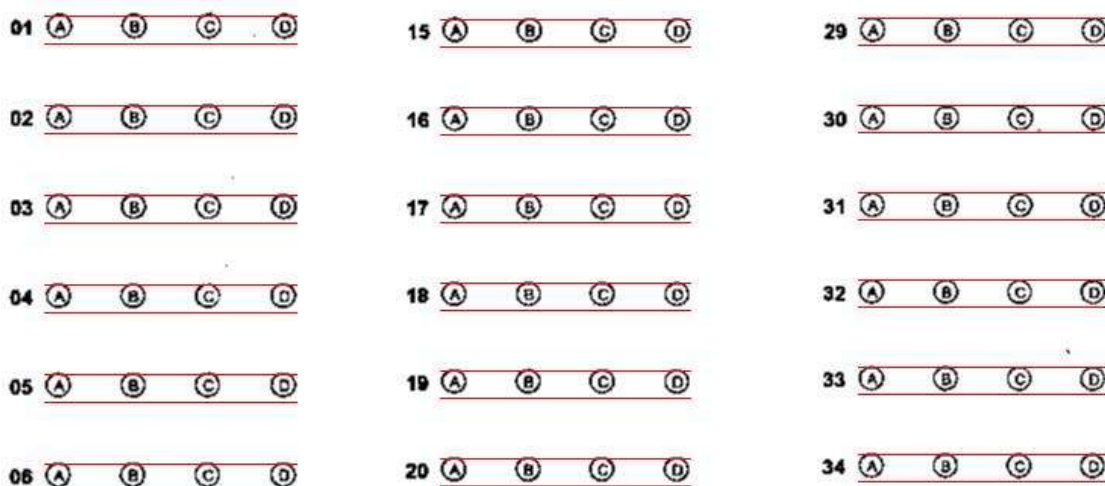 01 A B C D
02 A B C D
03 A B C D
04 A B C D
05 A B C D
06 A B C D
15 A B C D
16 A B C D
17 A B C D
18 A B C D
19 A B C D
20 A B C D
29 A B C D
30 A B C D
31 A B C D
32 A B C D
33 A B C D
34 A B C D